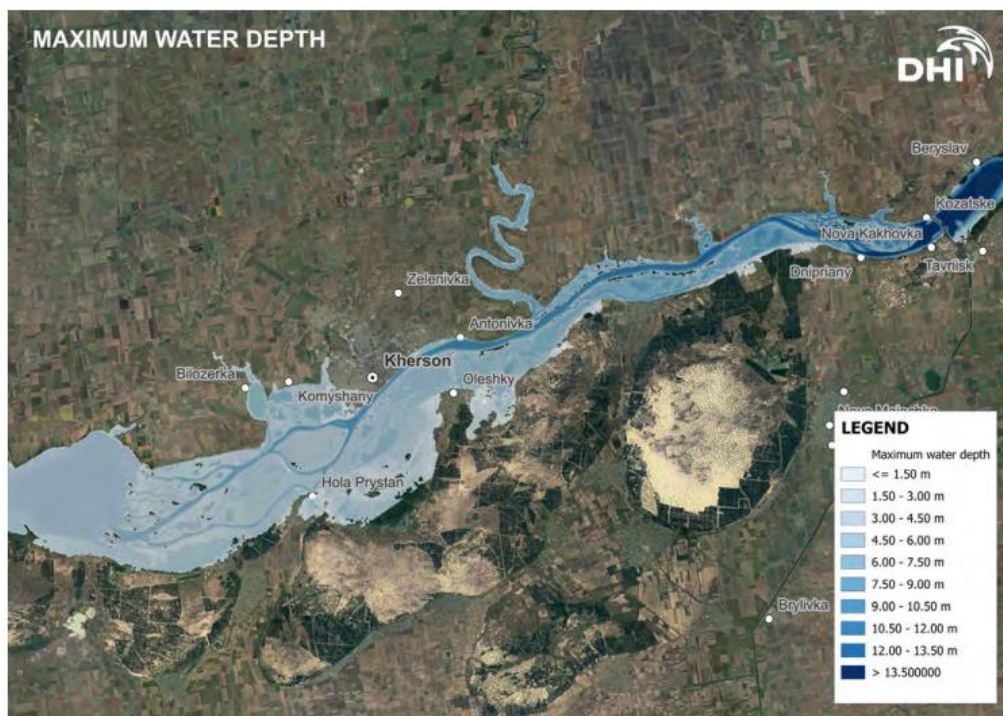 MAXIMUM WATER DEPTH
DHI
Beryslav
Kozatske
Nova Kakhovka
Dnipriany
Tavriisk
Zelenivka
Antonivka
Kherson
Bilozerka
Komyshany
Oleshky
Hola Prystan
LEGEND
Maximum water depth
<= 1.50 m
1.50 - 3.00 m
3.00 - 4.50 m
4.50 - 6.00 m
6.00 - 7.50 m
7.50 - 9.00 m
9.00 - 10.50 m
10.50 - 12.00 m
12.00 - 13.50 m
> 13.500000
Brylivka